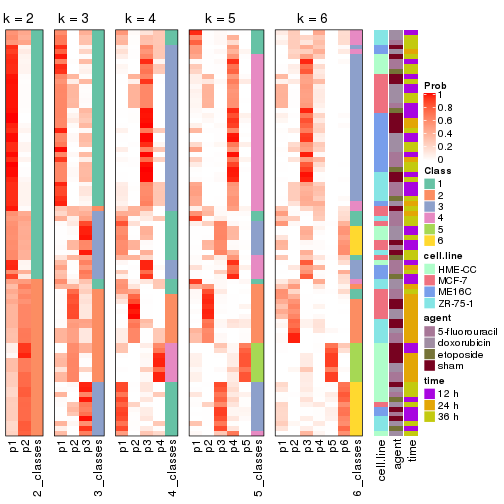 k = 2 k = 3 k = 4 k = 5 k = 6
Prob
1
0.8
0.6
0.4
0.2
0
Class
1
2
3
4
5
6
cell.line
HME-CC
MCF-7
ME16C
ZR-75-1
agent
5-fluorouracil
doxorubicin
etoposide
sham
time
12 h
24 h
36 h
p1 p2 2_classes p1 p2 p3 3_classes p1 p2 p3 p4 4_classes p1 p2 p3 p4 p5 5_classes p1 p2 p3 p4 p5 p6 6_classes cell.line agent time